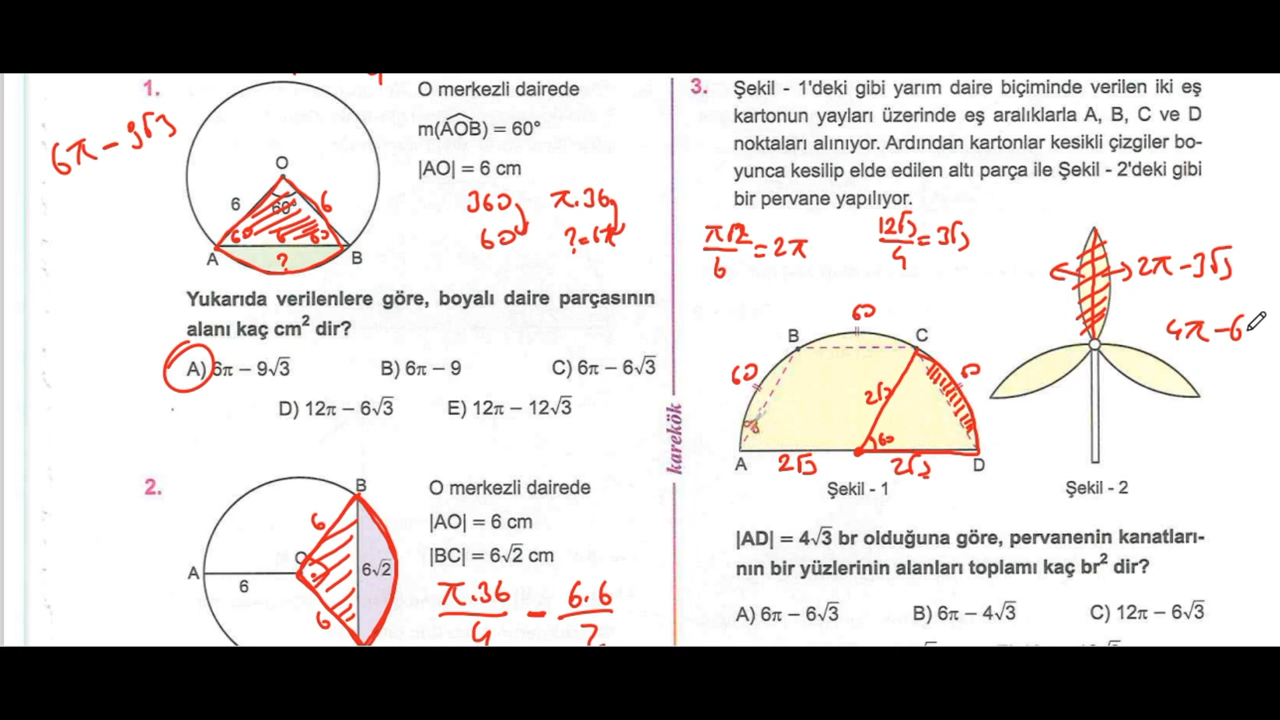 1.
O merkezli dairede
m(AOB) = 60°
|AO| = 6 cm
6π - 9√3
O
6
60°
6
60
6
60
A
?
B
360
π.36
60
?=6π
Yukarıda verilenlere göre, boyalı daire parçasının
alanı kaç cm² dir?
A) 6π − 9√3
B) 6π − 9
C) 6π − 6√3
D) 12π − 6√3
E) 12π − 12√3
2.
O merkezli dairede
|AO| = 6 cm
|BC| = 6√2 cm
B
6
A
6
6√2
6
π.36
4
-
6.6
karekök
3.
Şekil - 1'deki gibi yarım daire biçiminde verilen iki eş
kartonun yayları üzerinde eş aralıklarla A, B, C ve D
noktaları alınıyor. Ardından kartonlar kesikli çizgiler bo-
yunca kesilip elde edilen altı parça ile Şekil - 2'deki gibi
bir pervane yapılıyor.
π12
6
=2π
12√3
4
=3√3
2π-3√3
4π-6
60
B
C
60
60
2√3
60
A
2√3
2√3
D
Şekil - 1
Şekil - 2
|AD| = 4√3 br olduğuna göre, pervanenin kanatları-
nın bir yüzlerinin alanları toplamı kaç br² dir?
A) 6π − 6√3
B) 6π − 4√3
C) 12π − 6√3